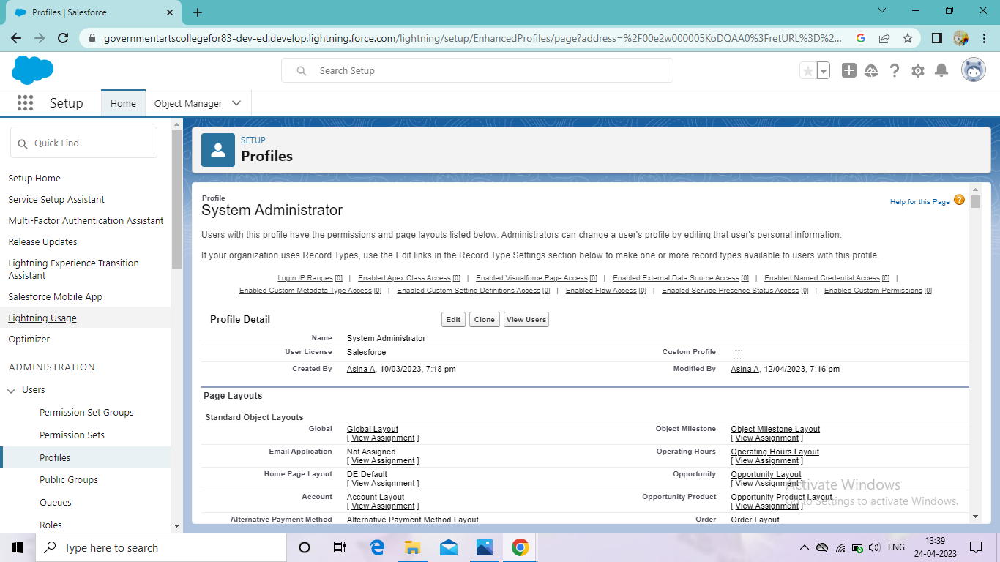 Profiles | Salesforce
governmentartscollegefor83-dev-ed.develop.lightning.force.com/lightning/setup/EnhancedProfiles/page?address=%2F00e2w000005KoDQAA0%3FretURL%3D%2...
Search Setup
Setup
Home
Object Manager
Quick Find
Setup Home
Service Setup Assistant
Multi-Factor Authentication Assistant
Release Updates
Lightning Experience Transition
Assistant
Salesforce Mobile App
Lightning Usage
Optimizer
ADMINISTRATION
Users
Permission Set Groups
Permission Sets
Profiles
Public Groups
Queues
Roles
SETUP
Profiles
Profile
System Administrator
Help for this Page
Users with this profile have the permissions and page layouts listed below. Administrators can change a user's profile by editing that user's personal information.
If your organization uses Record Types, use the Edit links in the Record Type Settings section below to make one or more record types available to users with this profile.
Login IP Ranges [0] | Enabled Apex Class Access [0] | Enabled Visualforce Page Access [0] | Enabled External Data Source Access [0] | Enabled Named Credential Access [0] |
Enabled Custom Metadata Type Access [0] | Enabled Custom Setting Definitions Access [0] | Enabled Flow Access [0] | Enabled Service Presence Status Access [0] | Enabled Custom Permissions [0]
Profile Detail Edit Clone View Users
Name System Administrator
User License Salesforce Custom Profile
Created By Asina A, 10/03/2023, 7:18 pm Modified By Asina A, 12/04/2023, 7:16 pm
Page Layouts
Standard Object Layouts
Global Global Layout Object Milestone Object Milestone Layout
[ View Assignment ] [ View Assignment ]
Email Application Not Assigned Operating Hours Operating Hours Layout
[ View Assignment ] [ View Assignment ]
Home Page Layout DE Default Opportunity Opportunity Layout
[ View Assignment ] [ View Assignment ]
Account Account Layout Opportunity Product Opportunity Product Layout
[ View Assignment ] [ View Assignment ]
Alternative Payment Method Alternative Payment Method Layout Order Order Layout
Activate Windows
Go to Settings to activate Windows.
Type here to search
ENG
13:39
24-04-2023